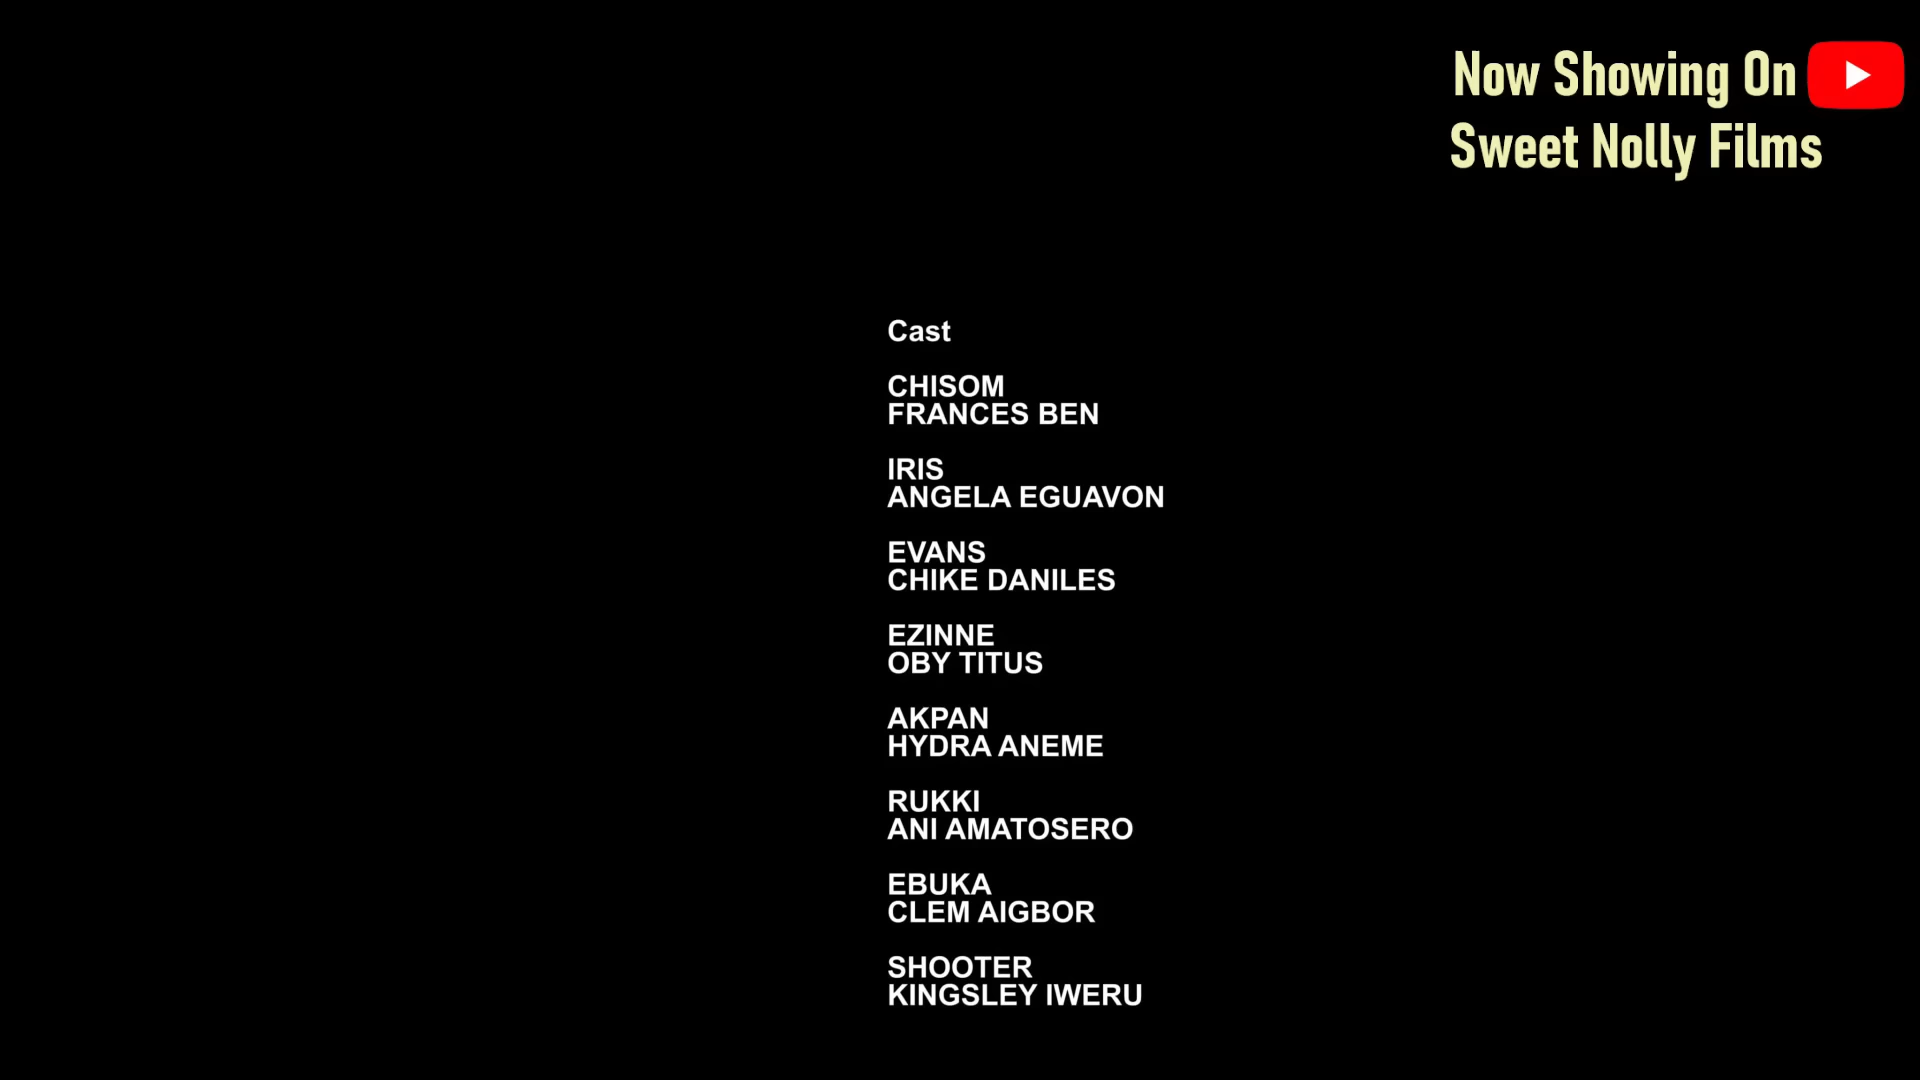 Now Showing On
Sweet Nolly Films
Cast
CHISOM
FRANCES BEN
IRIS
ANGELA EGUAVON
EVANS
CHIKE DANILES
EZINNE
OBY TITUS
AKPAN
HYDRA ANEME
RUKKI
ANI AMATOSERO
EBUKA
CLEM AIGBOR
SHOOTER
KINGSLEY IWERU